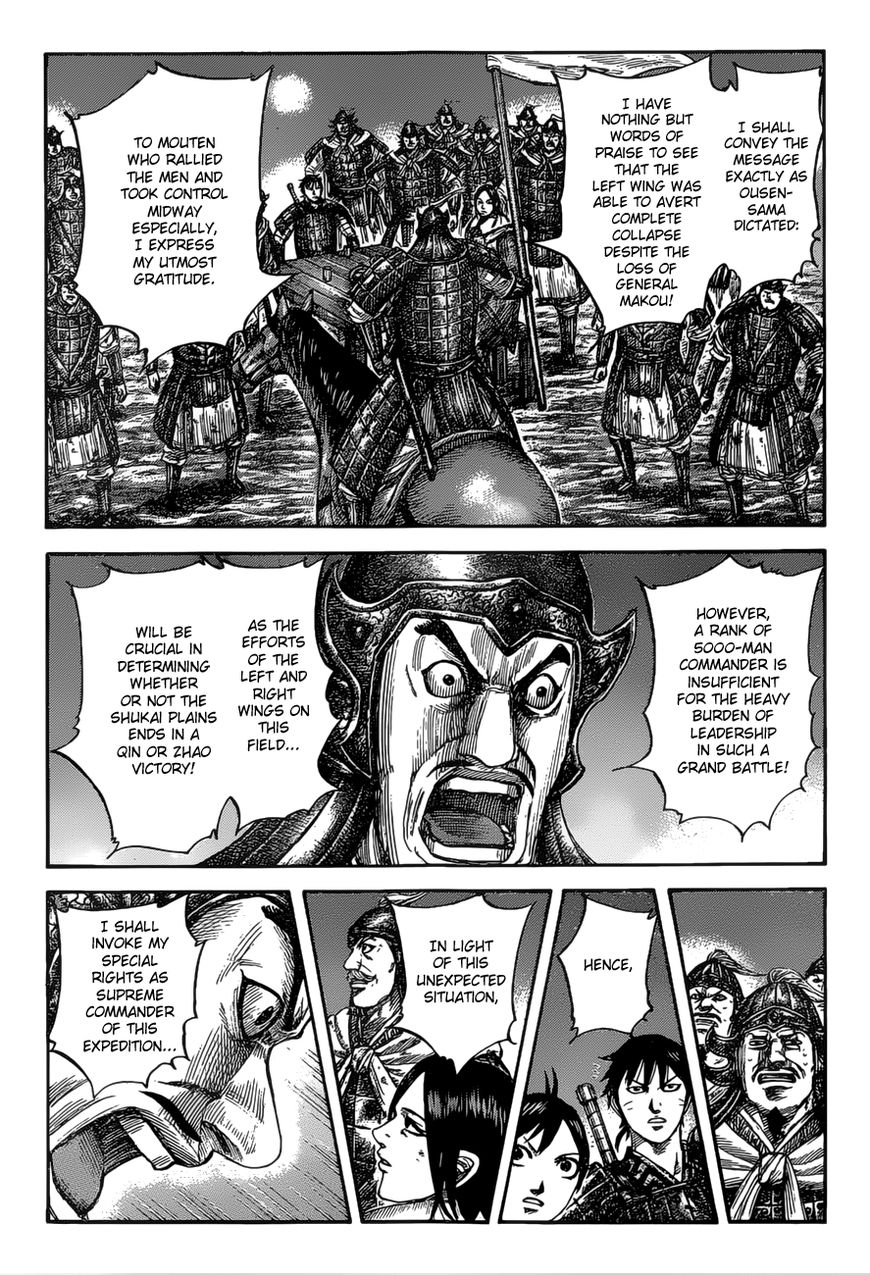 I SHALL
CONVEY THE
MESSAGE
EXACTLY AS
OUSEN-
SAMA
DICTATED:
I HAVE
NOTHING BUT
WORDS OF
PRAISE TO SEE
THAT THE
LEFT WING WAS
ABLE TO AVERT
COMPLETE
COLLAPSE
DESPITE THE
LOSS OF
GENERAL
MAKOU!
TO MOUTEN
WHO RALLIED
THE MEN AND
TOOK CONTROL
MIDWAY
ESPECIALLY,
I EXPRESS
MY UTMOST
GRATITUDE.
HOWEVER,
A RANK OF
5000-MAN
COMMANDER IS
INSUFFICIENT
FOR THE HEAVY
BURDEN OF
LEADERSHIP
IN SUCH A
GRAND BATTLE!
AS THE
EFFORTS
OF THE
LEFT AND
RIGHT
WINGS ON
THIS
FIELD...
WILL BE
CRUCIAL IN
DETERMINING
WHETHER
OR NOT THE
SHUKAI PLAINS
ENDS IN A
QIN OR ZHAO
VICTORY!
HENCE,
IN LIGHT
OF THIS
UNEXPECTED
SITUATION,
I SHALL
INVOKE MY
SPECIAL
RIGHTS AS
SUPREME
COMMANDER
OF THIS
EXPEDITION...